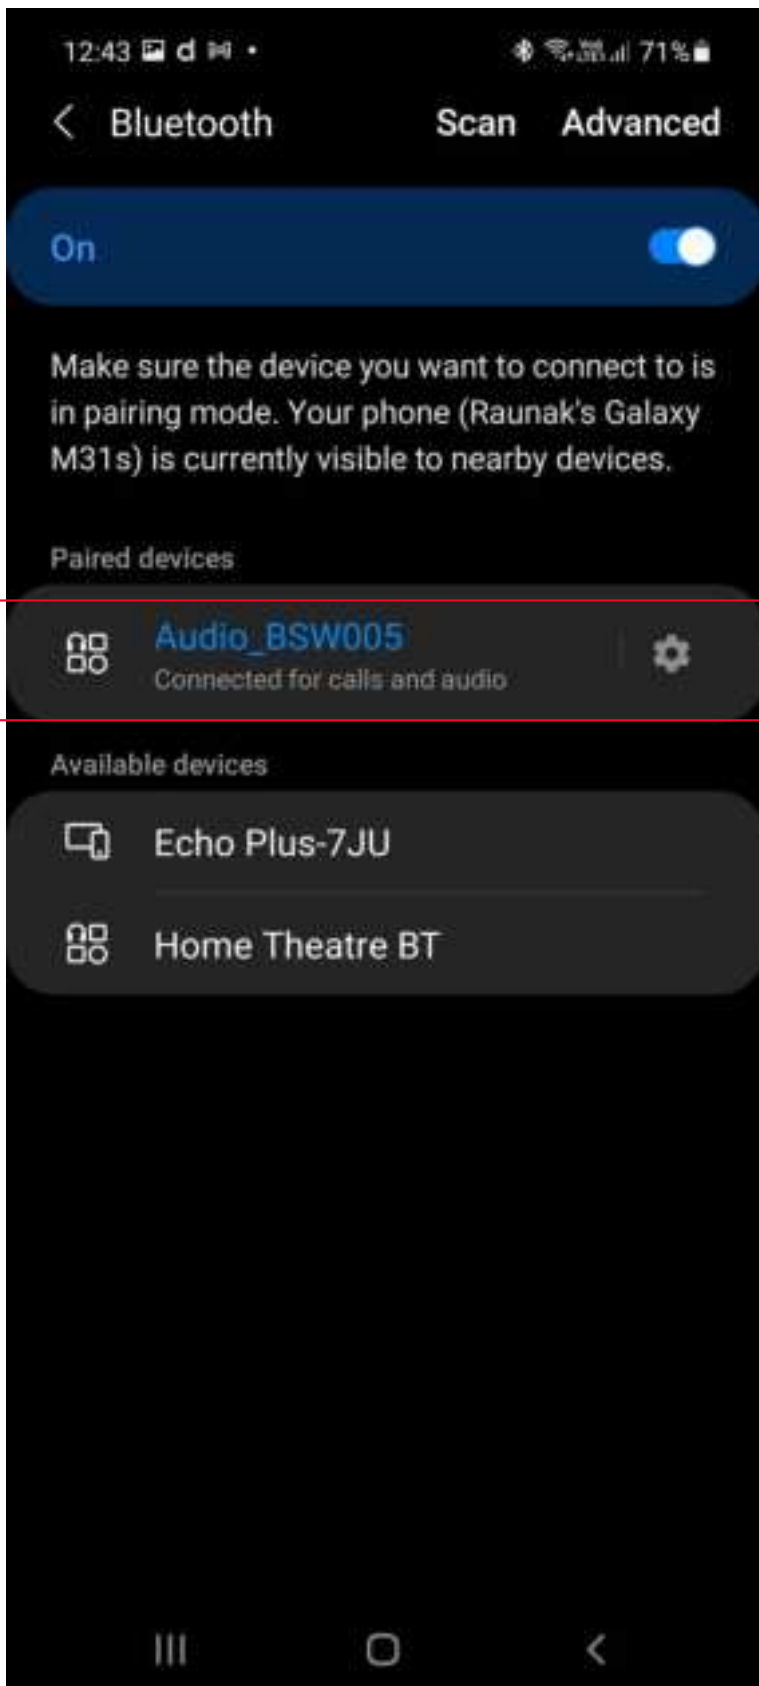 12:43 d
71%
Bluetooth Scan Advanced
On
Make sure the device you want to connect to is
in pairing mode. Your phone (Raunak's Galaxy
M31s) is currently visible to nearby devices.
Paired devices
Audio_BSW005
Connected for calls and audio
Available devices
Echo Plus-7JU
Home Theatre BT